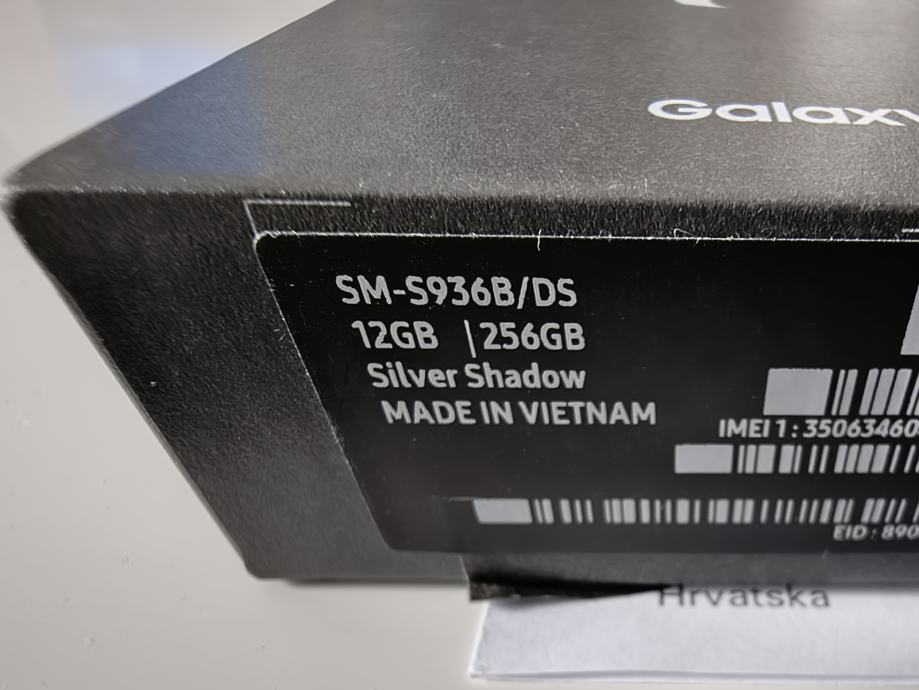 Galaxy
SM-S936B/DS
12GB | 256GB
Silver Shadow
MADE IN VIETNAM
IMEI 1 : 35063460
EID : 890
Hrvatska